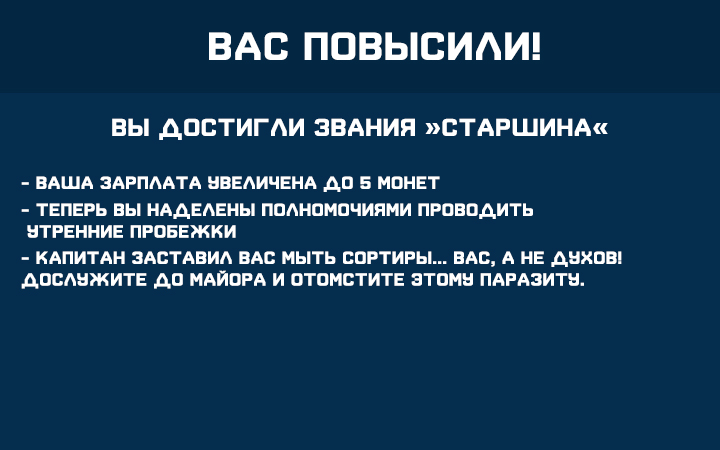 ВАС ПОВЫСИЛИ!
ВЫ ДОСТИГЛИ ЗВАНИЯ »СТАРШИНА«
- ВАША ЗАРПЛАТА УВЕЛИЧЕНА ДО 5 МОНЕТ
- ТЕПЕРЬ ВЫ НАДЕЛЕНЫ ПОЛНОМОЧИЯМИ ПРОВОДИТЬ
УТРЕННИЕ ПРОБЕЖКИ
- КАПИТАН ЗАСТАВИЛ ВАС МЫТЬ СОРТИРЫ... ВАС, А НЕ ДУХОВ!
ДОСЛУЖИТЕ ДО МАЙОРА И ОТОМСТИТЕ ЭТОМУ ПАРАЗИТУ.